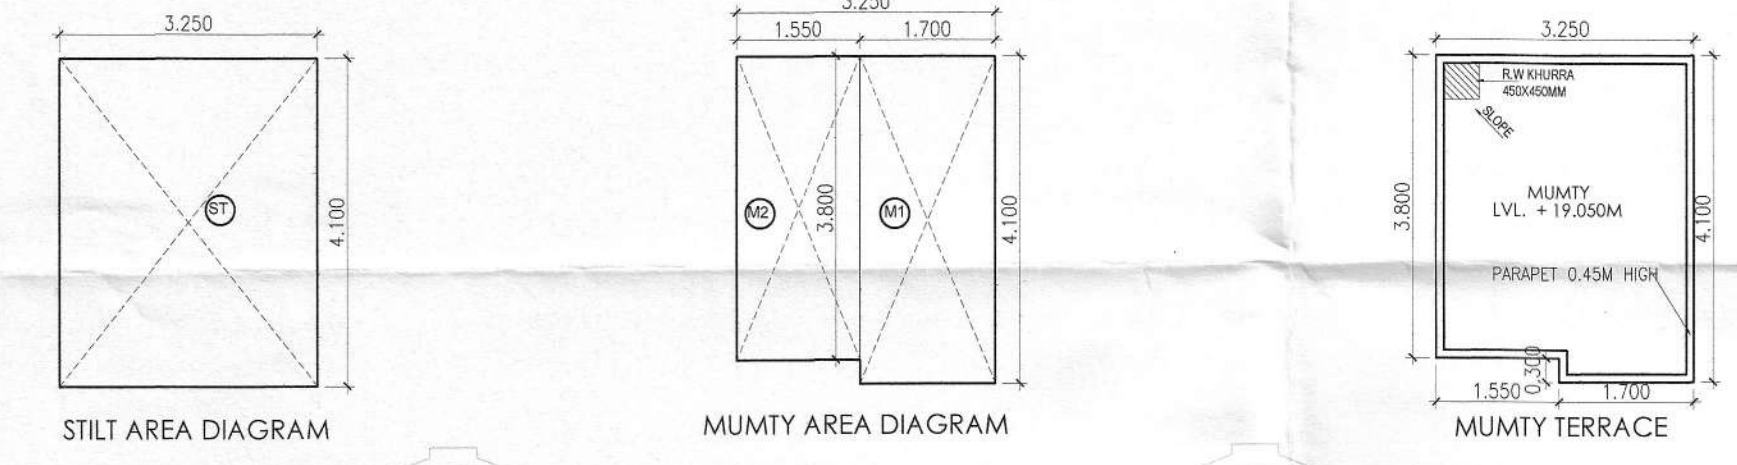 3.250
ST
4.100
STILT AREA DIAGRAM
3.250
1.550 1.700
M2
3.800
M1
4.100
MUMTY AREA DIAGRAM
3.250
R.W KHURRA
450X450MM
SLOPE
3.800
MUMTY
LVL. + 19.050M
4.100
PARAPET 0.45M HIGH
0.300
1.550 1.700
MUMTY TERRACE